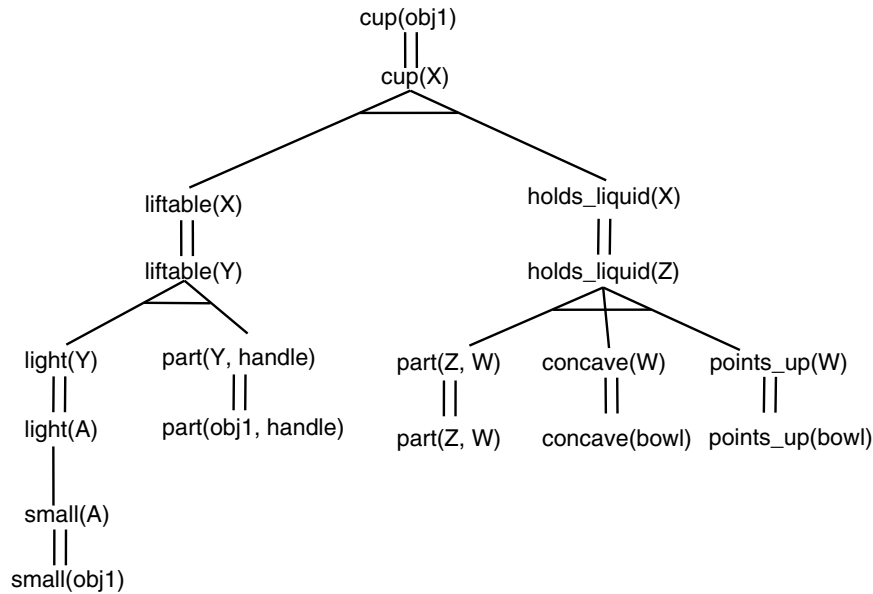 cup(obj1)
cup(X)
liftable(X)
holds_liquid(X)
liftable(Y)
holds_liquid(Z)
light(Y)
part(Y, handle)
part(Z, W)
concave(W)
points_up(W)
light(A)
part(obj1, handle)
part(Z, W)
concave(bowl)
points_up(bowl)
small(A)
small(obj1)